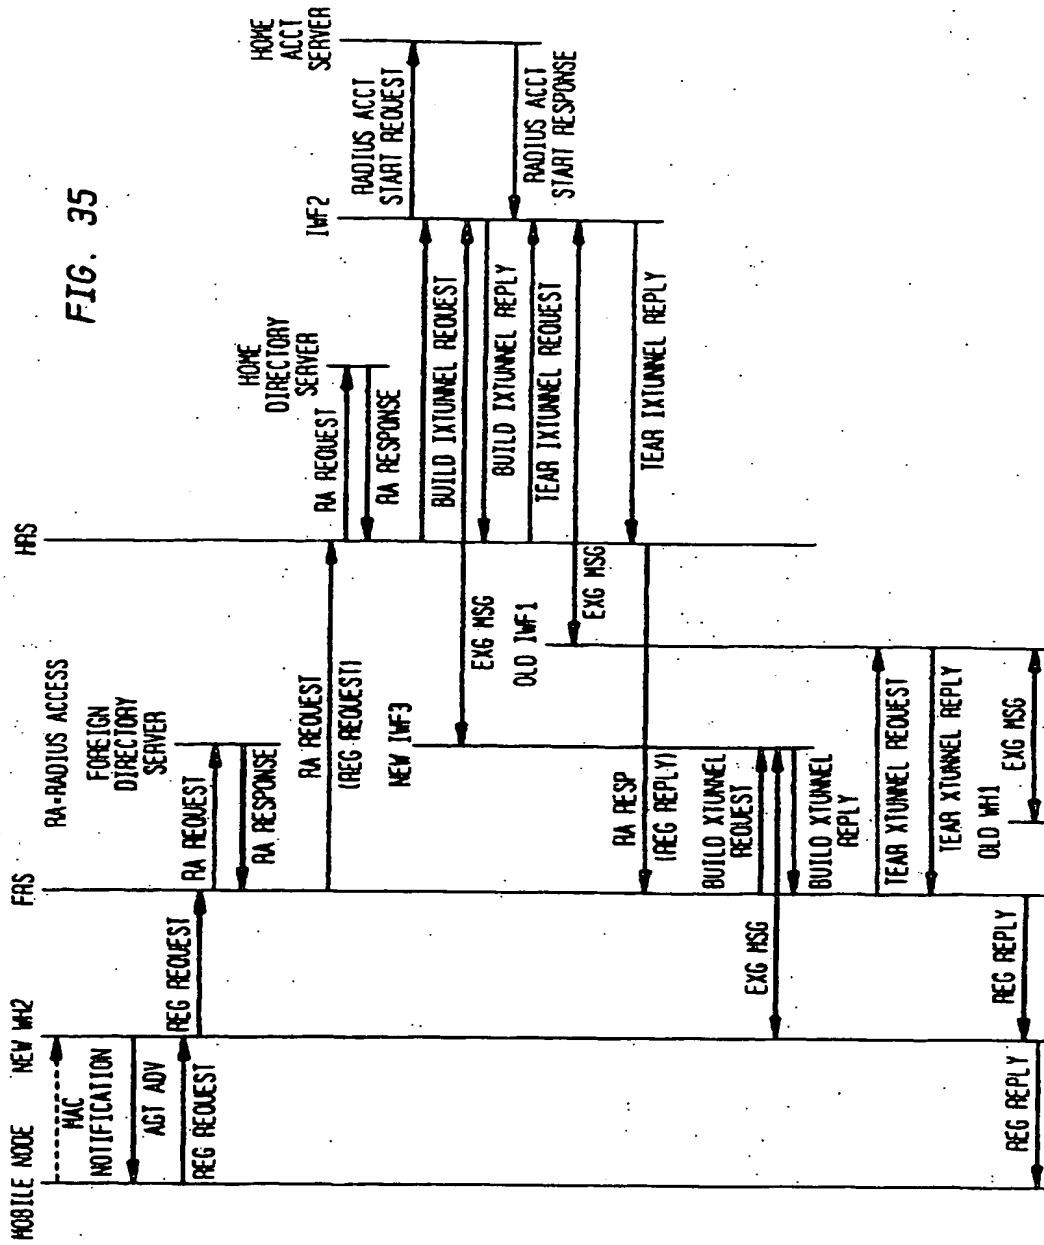 FIG. 35
RA=RADIUS ACCESS
MOBILE NODE
NEW WH2
FRS
FOREIGN
DIRECTORY
SERVER
HRS
HOME
DIRECTORY
SERVER
IWF2
HOME
ACCT
SERVER
MAC
NOTIFICATION
AGT ADV
REG REQUEST
REG REQUEST
RA REQUEST
RA RESPONSE
RA REQUEST
(REG REQUEST)
RA REQUEST
RA RESPONSE
RADIUS ACCT
START REQUEST
BUILD IXTUNNEL REQUEST
NEW IWF3
EXG MSG
BUILD IXTUNNEL REPLY
RADIUS ACCT
START RESPONSE
TEAR IXTUNNEL REQUEST
OLD IWF1
EXG MSG
TEAR IXTUNNEL REPLY
RA RESP
(REG REPLY)
BUILD XTUNNEL
REQUEST
EXG MSG
BUILD XTUNNEL
REPLY
TEAR XTUNNEL REQUEST
TEAR XTUNNEL REPLY
OLD WH1
EXG MSG
REG REPLY
REG REPLY